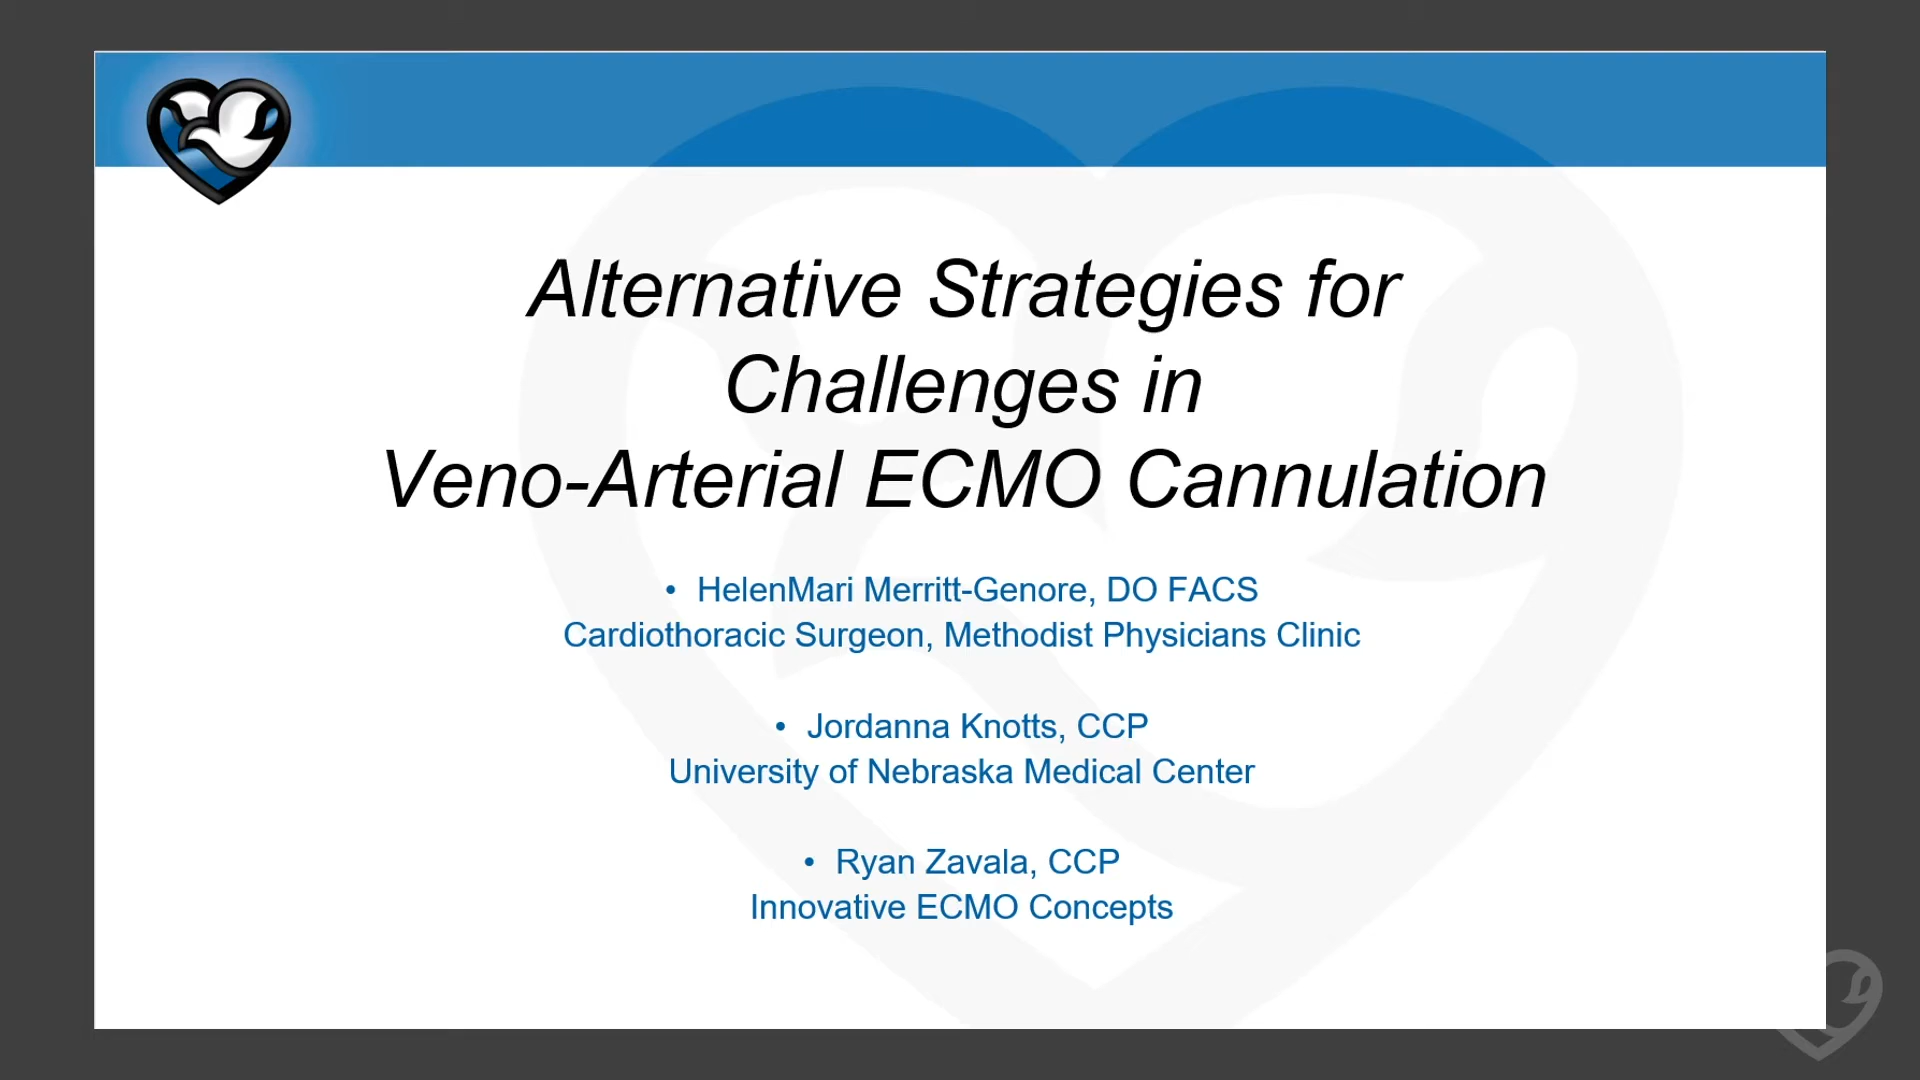 Alternative Strategies for
Challenges in
Veno-Arterial ECMO Cannulation
• HelenMari Merritt-Genore, DO FACS
Cardiothoracic Surgeon, Methodist Physicians Clinic
• Jordanna Knotts, CCP
University of Nebraska Medical Center
• Ryan Zavala, CCP
Innovative ECMO Concepts